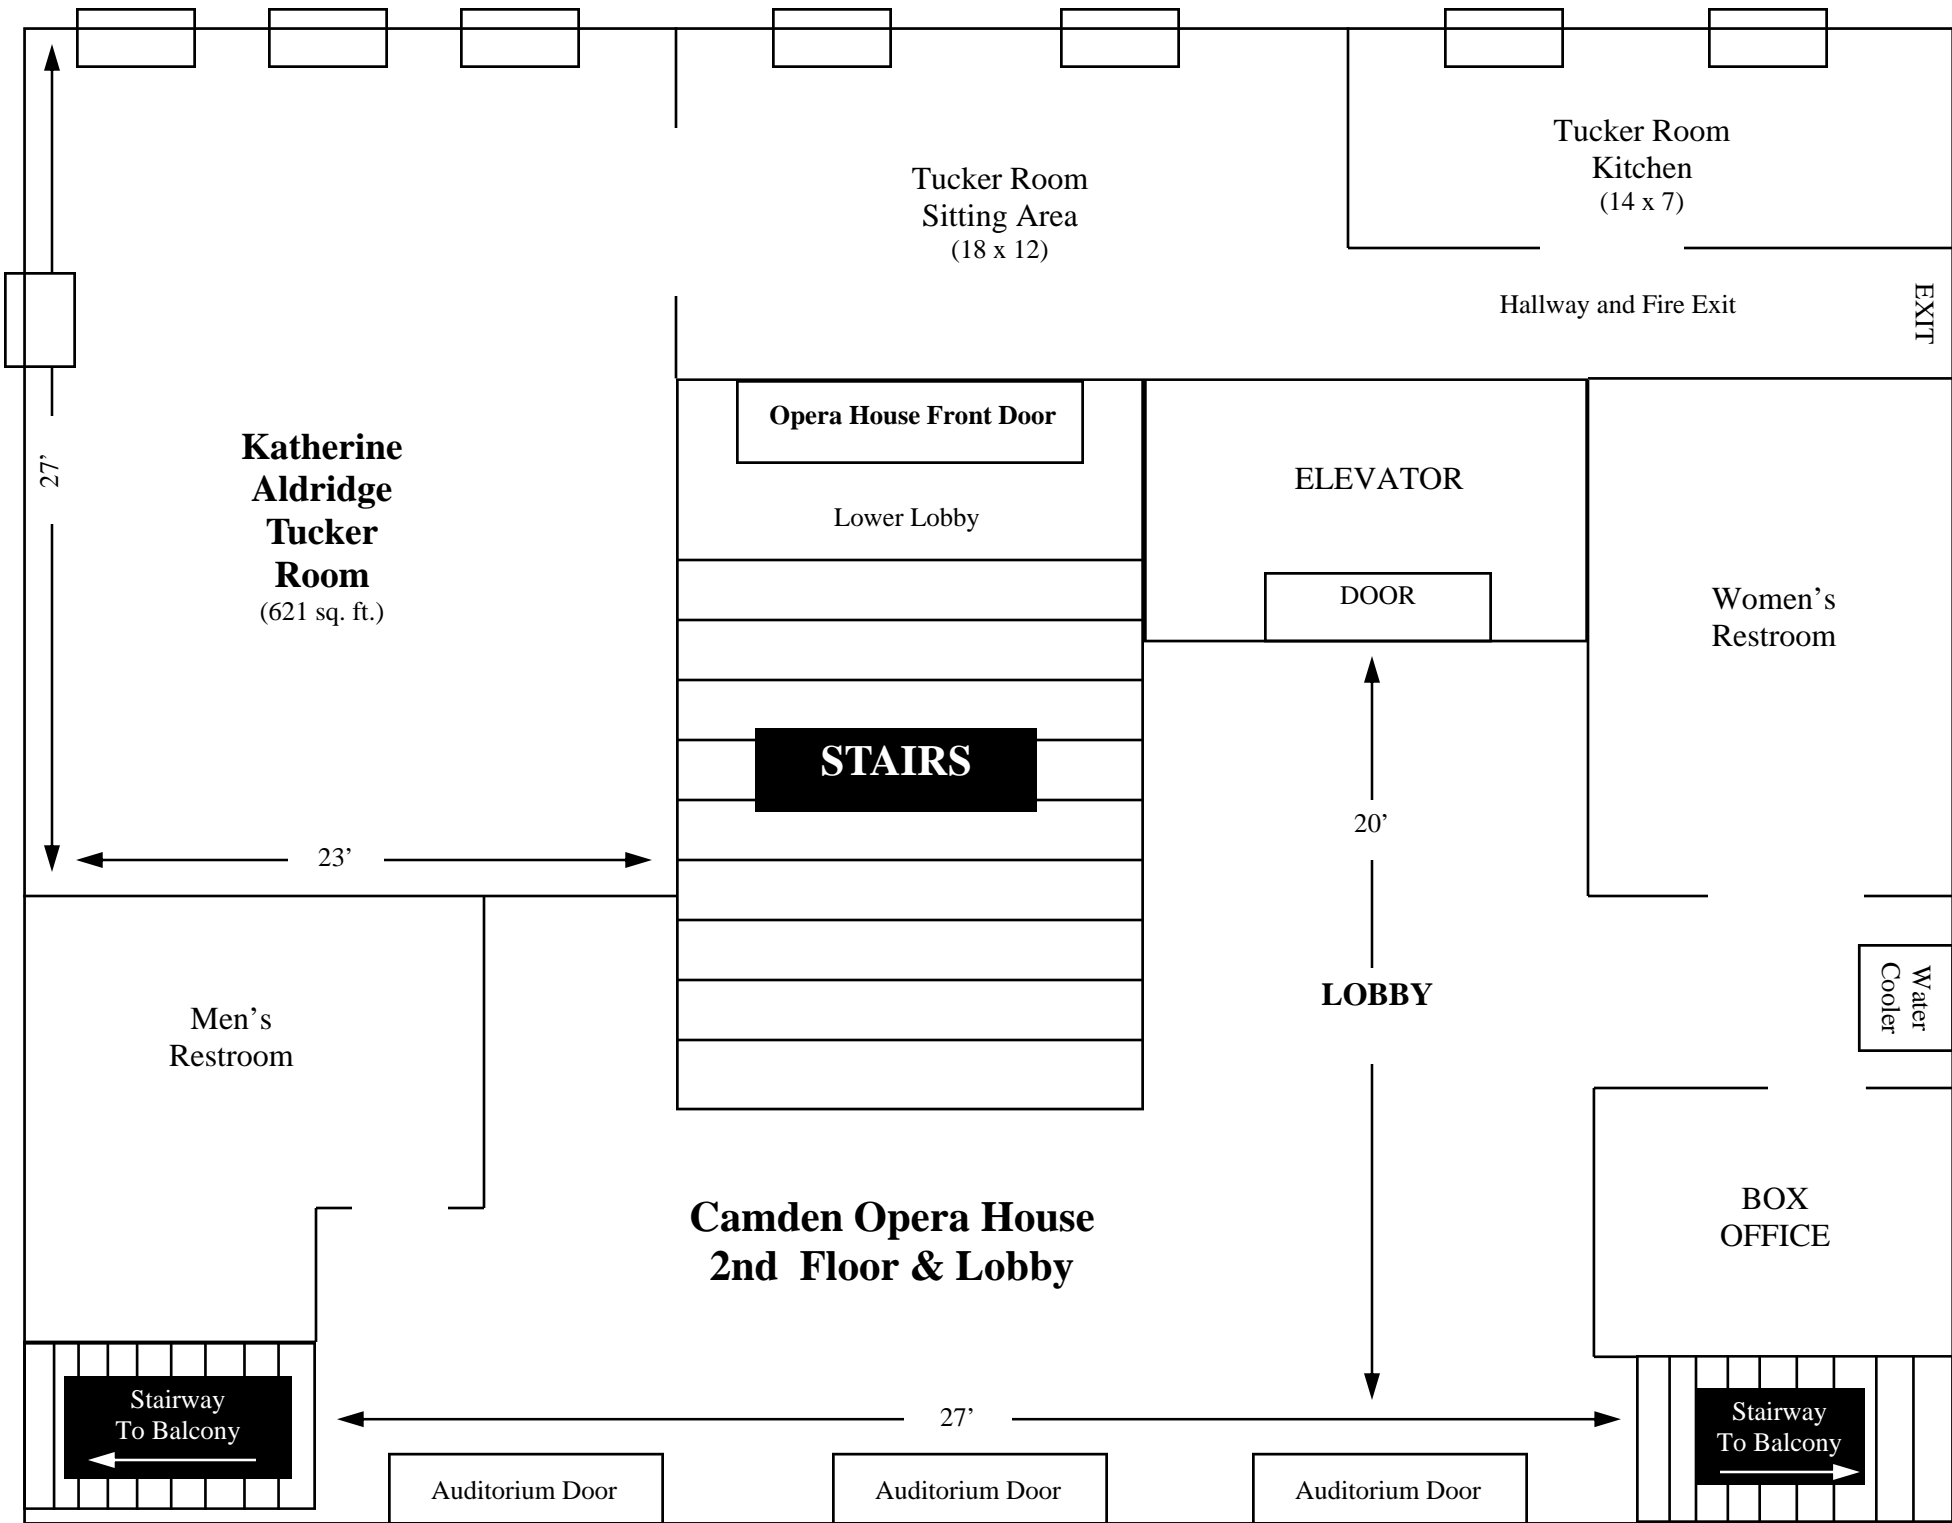 Tucker Room
Kitchen
(14 x 7)
Tucker Room
Sitting Area
(18 x 12)
Hallway and Fire Exit
EXIT
Opera House Front Door
Katherine
Aldridge
Tucker
Room
(621 sq. ft.)
27’
ELEVATOR
Lower Lobby
DOOR
Women’s
Restroom
STAIRS
20’
23’
LOBBY
Water
Cooler
Men’s
Restroom
Camden Opera House
2nd Floor & Lobby
BOX
OFFICE
Stairway
To Balcony
27’
Stairway
To Balcony
Auditorium Door
Auditorium Door
Auditorium Door